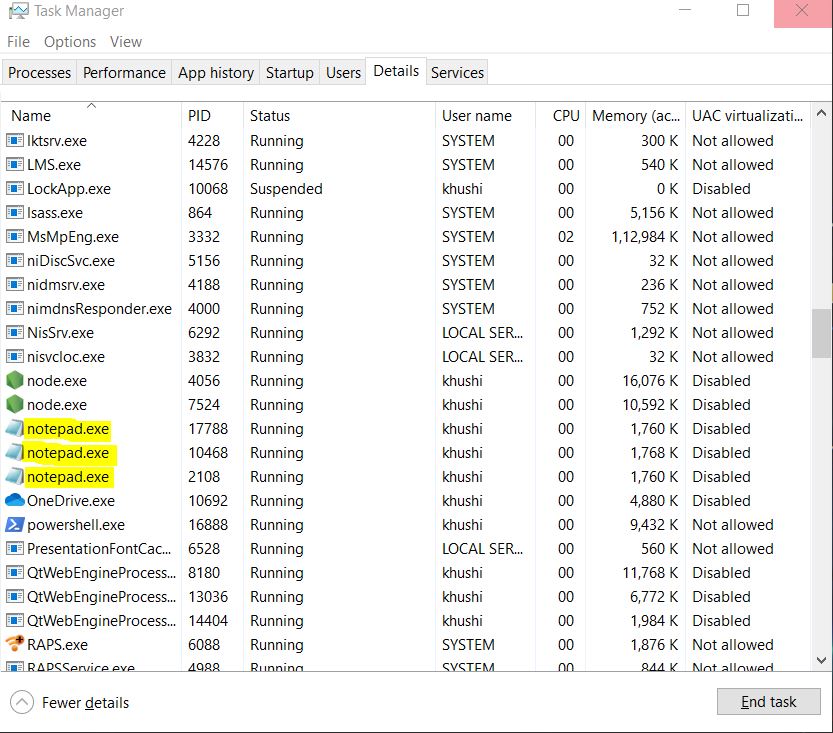 Task Manager
File Options View
Processes Performance App history Startup Users Details Services
Name PID Status User name CPU Memory (ac... UAC virtualizati...
lktsrv.exe 4228 Running SYSTEM 00 300 K Not allowed
LMS.exe 14576 Running SYSTEM 00 540 K Not allowed
LockApp.exe 10068 Suspended khushi 00 0 K Disabled
lsass.exe 864 Running SYSTEM 00 5,156 K Not allowed
MsMpEng.exe 3332 Running SYSTEM 02 1,12,984 K Not allowed
niDiscSvc.exe 5156 Running SYSTEM 00 32 K Not allowed
nidmsrv.exe 4188 Running SYSTEM 00 236 K Not allowed
nimdnsResponder.exe 4000 Running SYSTEM 00 752 K Not allowed
NisSrv.exe 6292 Running LOCAL SER... 00 1,292 K Not allowed
nisvcloc.exe 3832 Running LOCAL SER... 00 32 K Not allowed
node.exe 4056 Running khushi 00 16,076 K Disabled
node.exe 7524 Running khushi 00 10,592 K Disabled
notepad.exe 17788 Running khushi 00 1,760 K Disabled
notepad.exe 10468 Running khushi 00 1,768 K Disabled
notepad.exe 2108 Running khushi 00 1,760 K Disabled
OneDrive.exe 10692 Running khushi 00 4,880 K Disabled
powershell.exe 16888 Running khushi 00 9,432 K Not allowed
PresentationFontCac... 6528 Running LOCAL SER... 00 560 K Not allowed
QtWebEngineProcess... 8180 Running khushi 00 11,768 K Disabled
QtWebEngineProcess... 13036 Running khushi 00 6,772 K Disabled
QtWebEngineProcess... 14404 Running khushi 00 1,984 K Disabled
RAPS.exe 6088 Running SYSTEM 00 1,876 K Not allowed
RAPSService.exe 4988 Running SYSTEM 00 844 K Not allowed
Fewer details End task